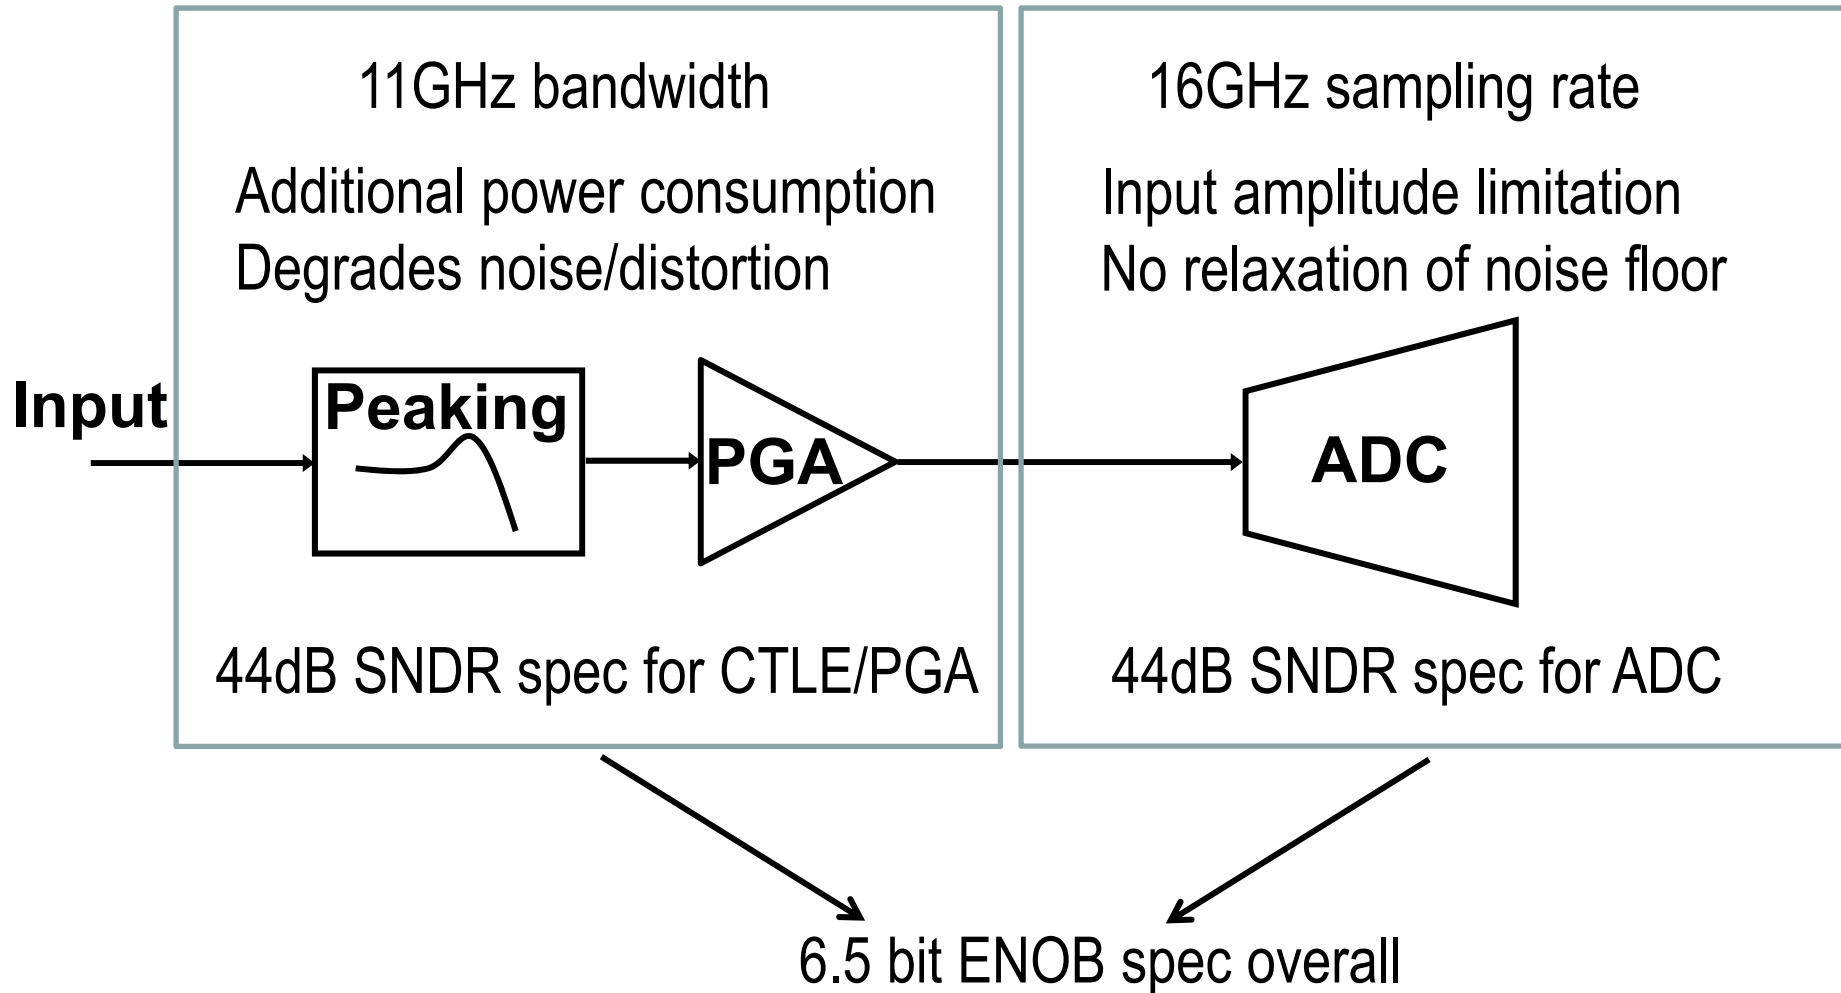 11GHz bandwidth
Additional power consumption
Degrades noise/distortion
16GHz sampling rate
Input amplitude limitation
No relaxation of noise floor
Input
Peaking
PGA
ADC
44dB SNDR spec for CTLE/PGA
44dB SNDR spec for ADC
6.5 bit ENOB spec overall